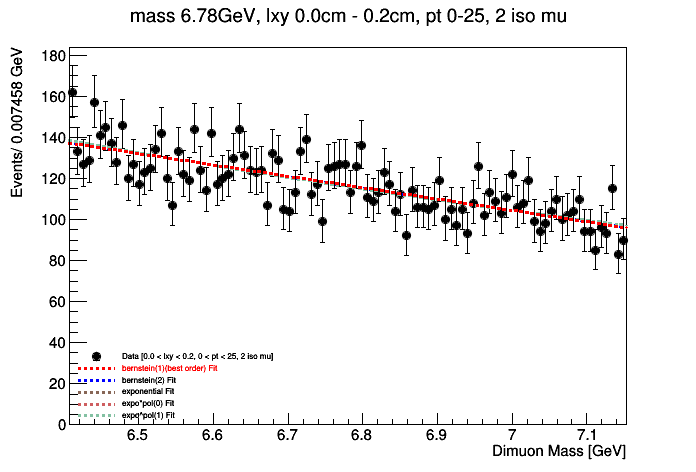 mass 6.78GeV, lxy 0.0cm - 0.2cm, pt 0-25, 2 iso mu
Events/ 0.007458 GeV
180
160
140
120
100
80
60
40
20
0
Data [0.0 < lxy < 0.2, 0 < pt < 25, 2 iso mu]
bernstein(1)(best order) Fit
bernstein(2) Fit
exponential Fit
expo*pol(0) Fit
expo*pol(1) Fit
6.5 6.6 6.7 6.8 6.9 7 7.1
Dimuon Mass [GeV]